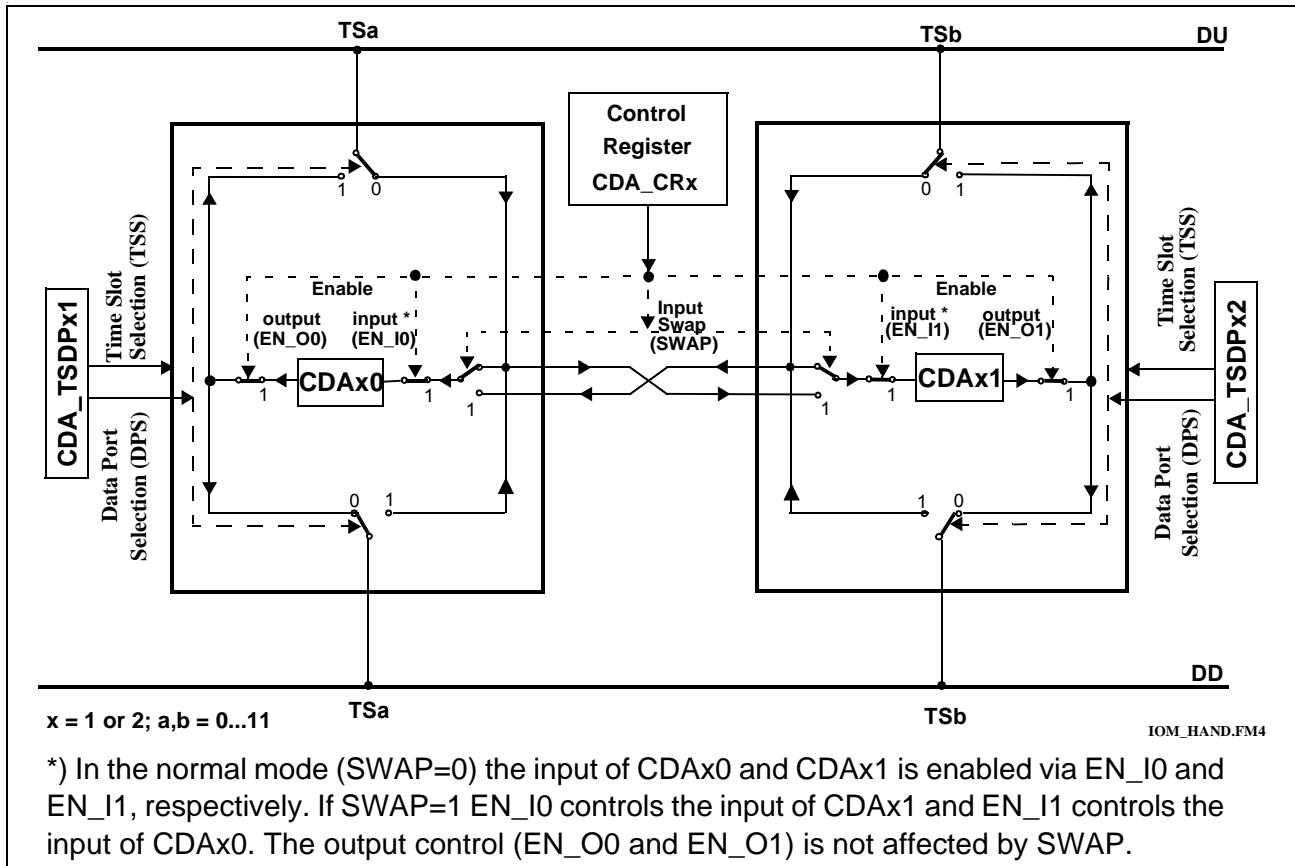 TSa
TSb
DU
Control
Register
CDA_CRx
1
0
0
1
Time Slot
Selection (TSS)
Time Slot
Selection (TSS)
Enable
output
(EN_O0)
input *
(EN_I0)
Input
Swap
(SWAP)
Enable
input *
(EN_I1)
output
(EN_O1)
CDA_TSDPx1
CDAx0
CDAx1
CDA_TSDPx2
1
1
1
1
1
1
Data Port
Selection (DPS)
Data Port
Selection (DPS)
0
1
1
0
DD
TSa
TSb
x = 1 or 2; a,b = 0...11
IOM_HAND.FM4
*) In the normal mode (SWAP=0) the input of CDAx0 and CDAx1 is enabled via EN_I0 and
EN_I1, respectively. If SWAP=1 EN_I0 controls the input of CDAx1 and EN_I1 controls the
input of CDAx0. The output control (EN_O0 and EN_O1) is not affected by SWAP.